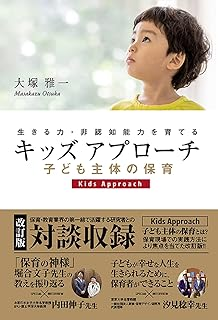 大塚 雅一
Masakazu Otsuka
生きる力・非認知能力を育てる
キッズ アプローチ
子ども主体の保育
Kids Approach
改訂版
保育・教育業界の第一線で活躍する研究者との
対談収録
「保育の神様」
堀合文子先生の
教えを振り返る
内田伸子先生
Kids Approach
子ども主体の保育とは?
保育現場での実践方法に
より焦点を当てた改訂版!!
子どもが幸せな人生を
生きられるために
保育者ができること
汐見稔幸先生